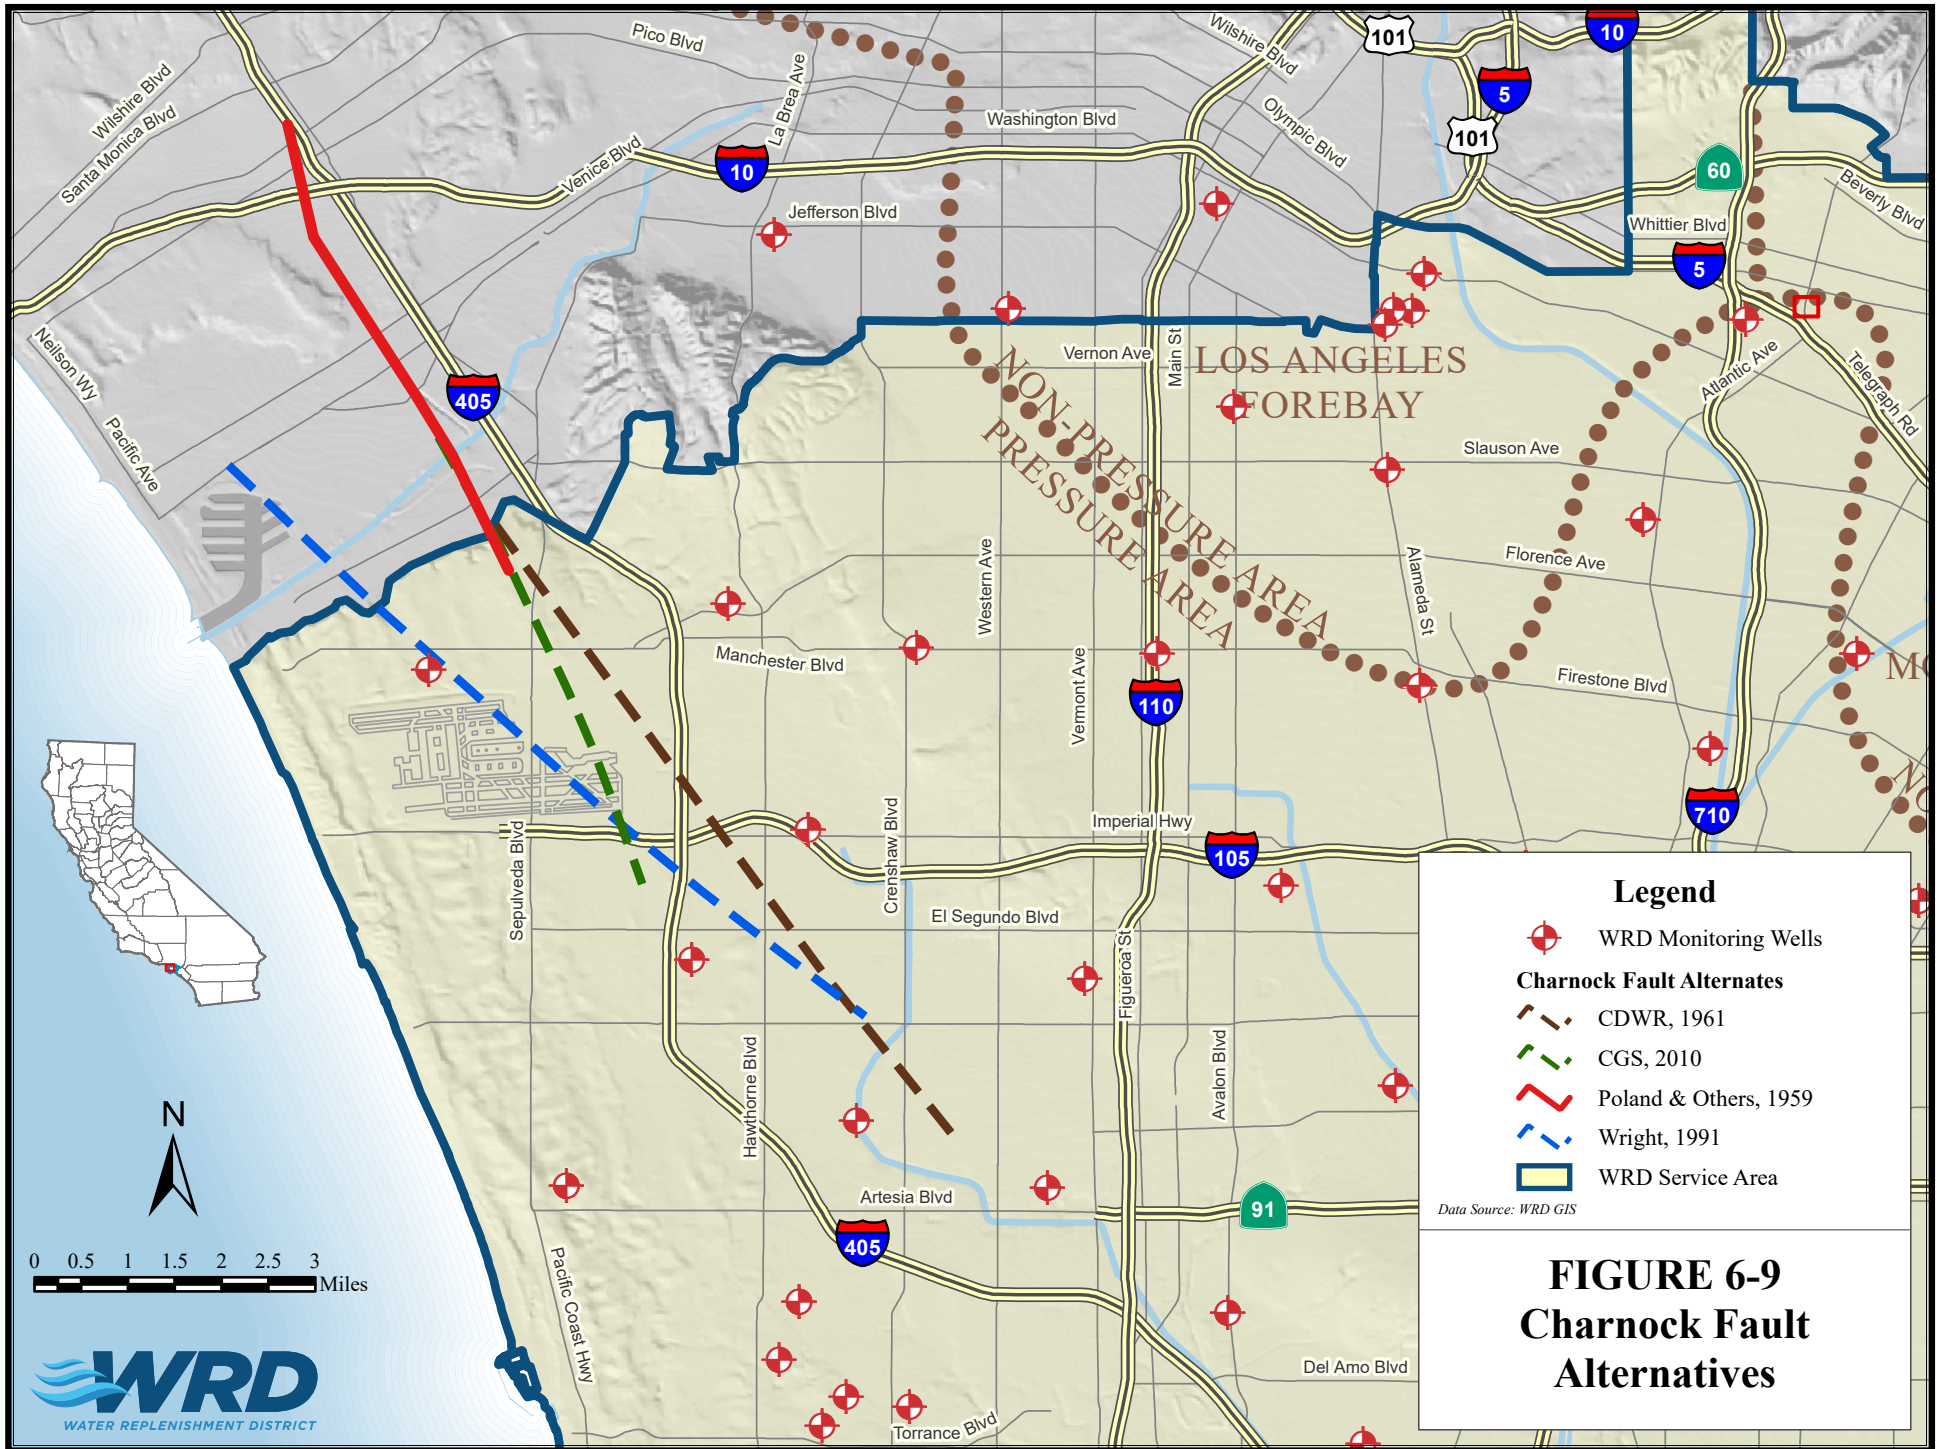 Pico Blvd
Wilshire Blvd
101
10
Wilshire Blvd
Santa Monica Blvd
La Brea Ave
5
Washington Blvd
Olympic Blvd
101
Venice Blvd
10
60
Beverly Blvd
Jefferson Blvd
Whittier Blvd
5
Neilson Wy
Vernon Ave
Main St
LOS ANGELES
FOREBAY
Atlantic Ave
Telegraph Rd
405
Pacific Ave
NON-PRESSURE AREA
PRESSURE AREA
Slauson Ave
Western Ave
Alameda St
Florence Ave
Manchester Blvd
Vermont Ave
Firestone Blvd
110
710
Sepulveda Blvd
Crenshaw Blvd
Imperial Hwy
105
El Segundo Blvd
Figueroa St
Hawthorne Blvd
Avalon Blvd
Artesia Blvd
91
405
Pacific Coast Hwy
Del Amo Blvd
Torrance Blvd
N
0 0.5 1 1.5 2 2.5 3
Miles
WRD
WATER REPLENISHMENT DISTRICT
Legend
WRD Monitoring Wells
Charnock Fault Alternates
CDWR, 1961
CGS, 2010
Poland & Others, 1959
Wright, 1991
WRD Service Area
Data Source: WRD GIS
FIGURE 6-9
Charnock Fault
Alternatives